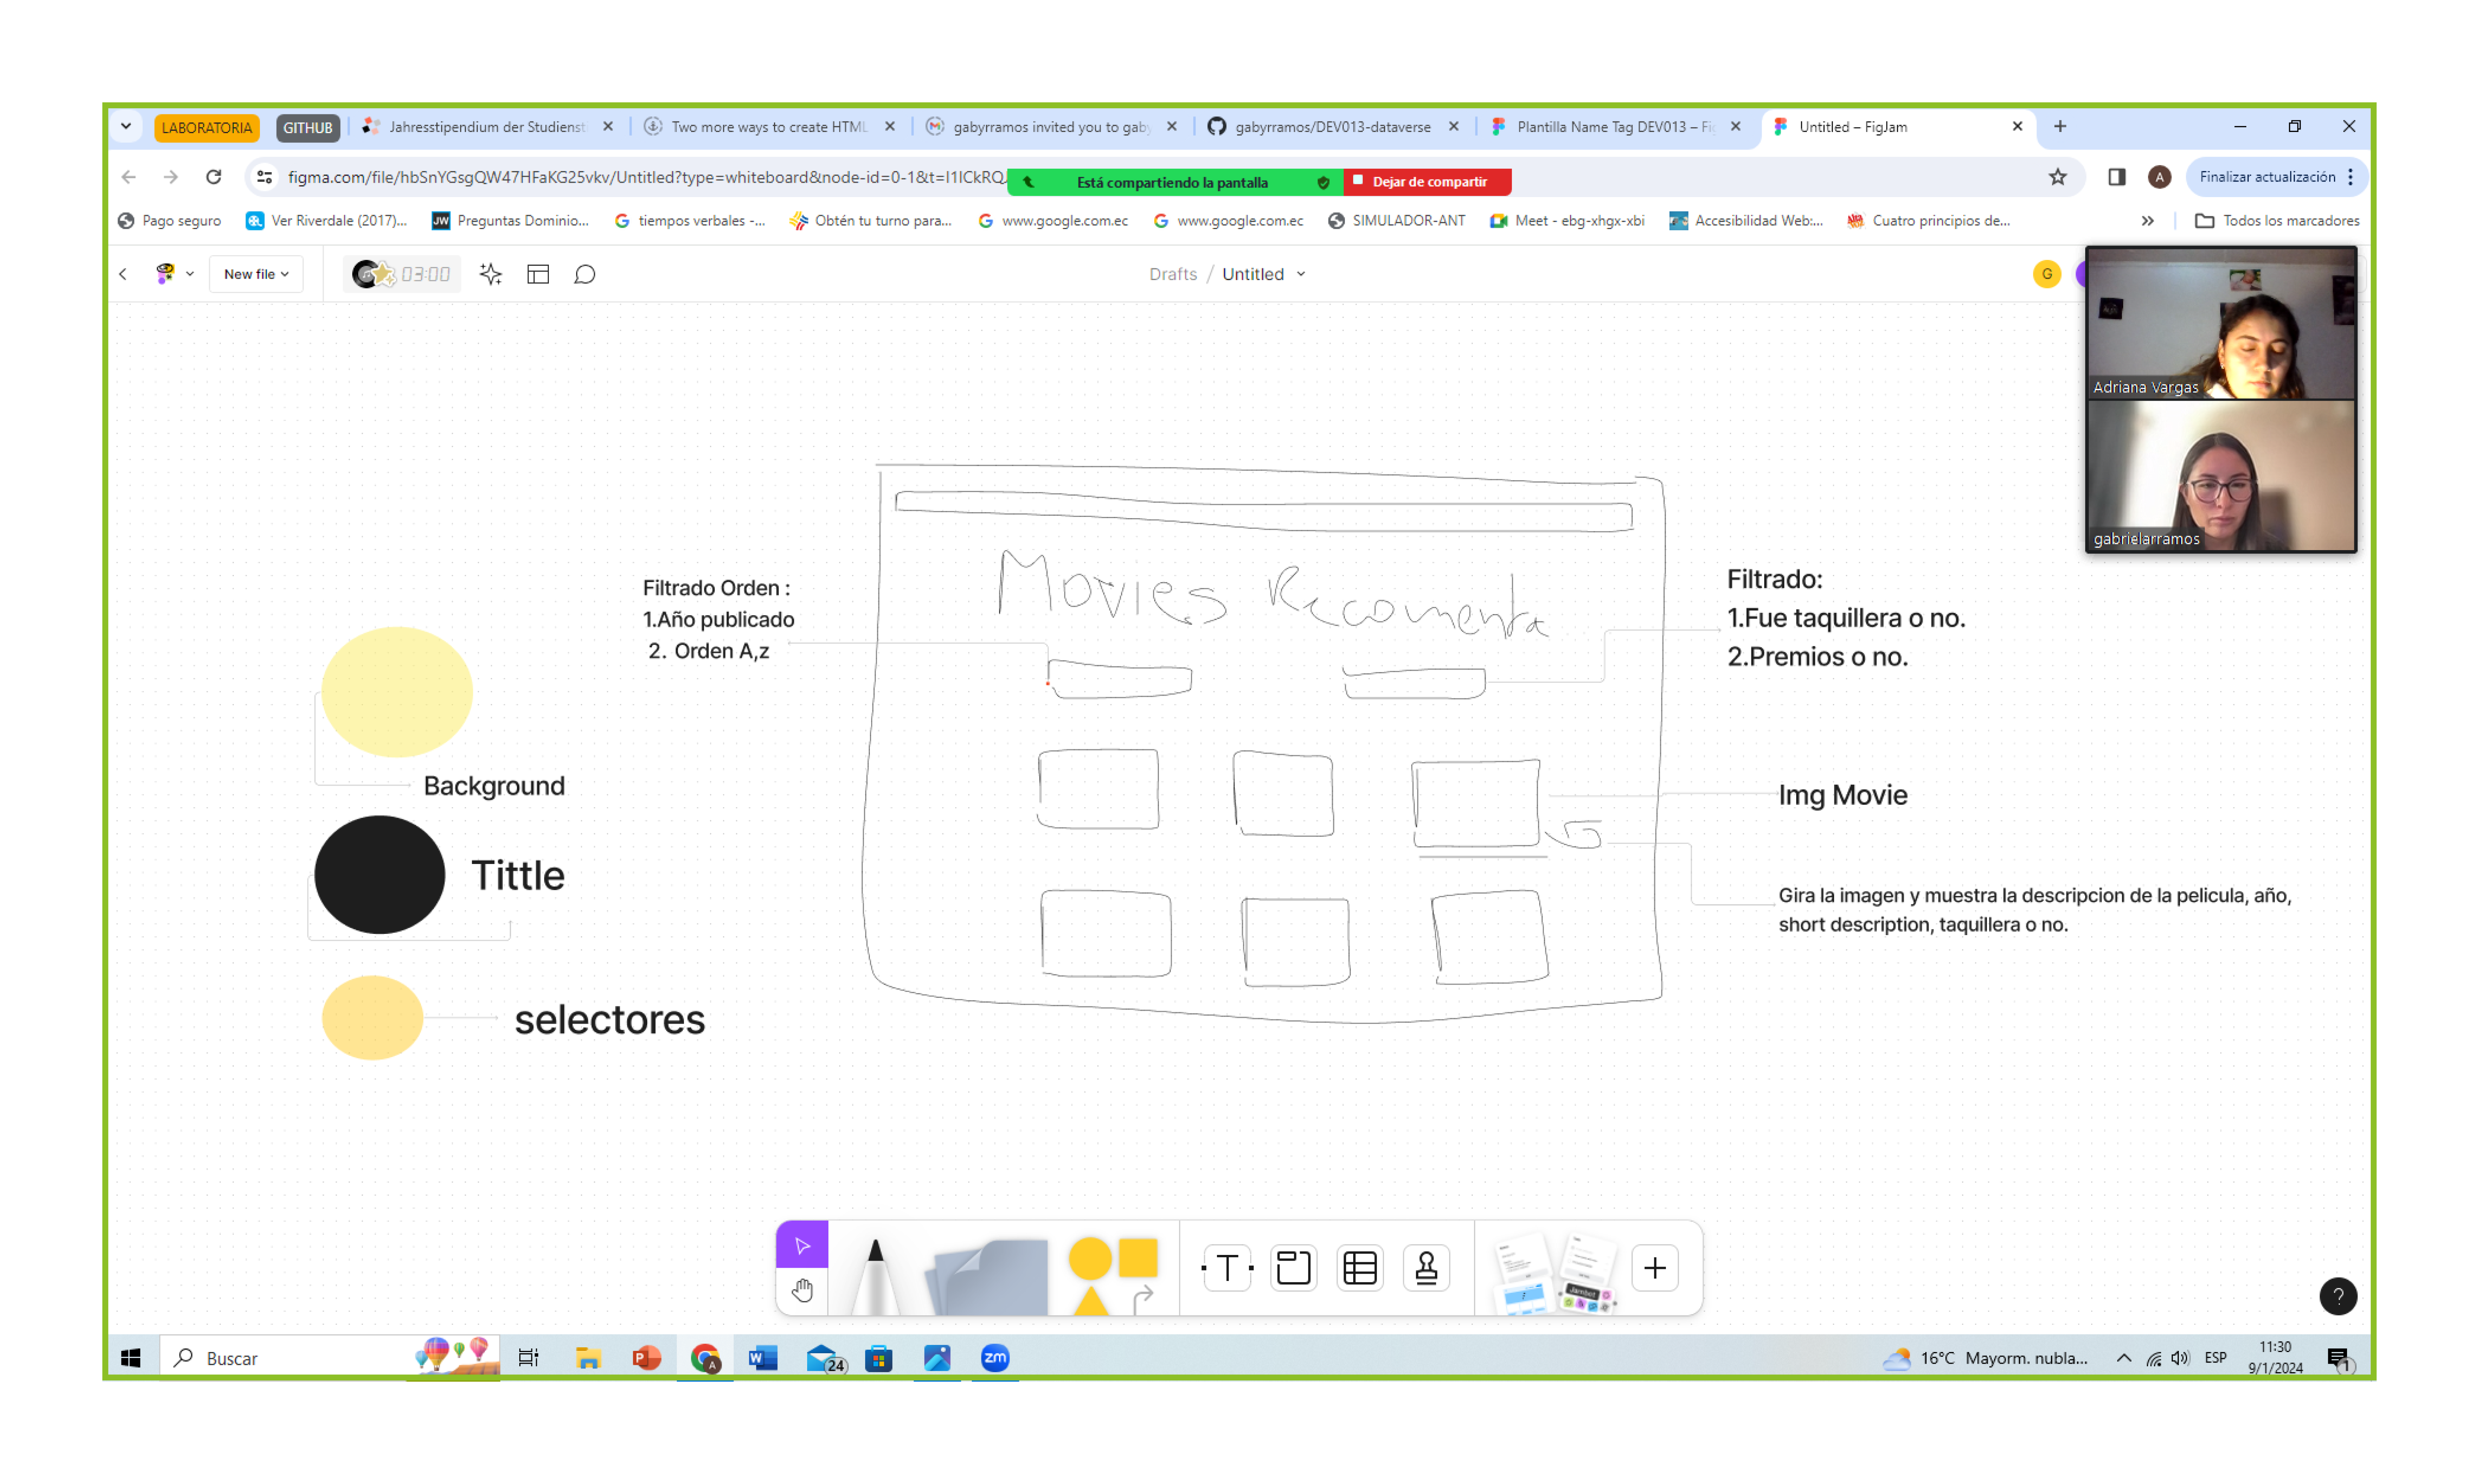 LABORATORIA
GITHUB
Jahresstipendium der Studienst
Two more ways to create HTML
gabyrramos invited you to gaby
gabyrramos/DEV013-dataverse
Plantilla Name Tag DEV013 – Fi
Untitled – FigJam
figma.com/file/hbSnYGsgQW47HFaKG25vkv/Untitled?type=whiteboard&node-id=0-1&t=I1ICkRQJ
Está compartiendo la pantalla
Dejar de compartir
A
Finalizar actualización
Pago seguro
Ver Riverdale (2017)...
JW
Preguntas Dominio...
tiempos verbales -...
Obtén tu turno para...
www.google.com.ec
www.google.com.ec
SIMULADOR-ANT
Meet - ebg-xhgx-xbi
Accesibilidad Web:...
Cuatro principios de...
»
Todos los marcadores
New file
03:00
Drafts / Untitled
G
Adriana Vargas
gabrielarramos
Filtrado Orden :
1.Año publicado
2. Orden A,z
Movies Recomenta
Filtrado:
1.Fue taquillera o no.
2.Premios o no.
Background
Img Movie
Tittle
Gira la imagen y muestra la descripcion de la pelicula, año,
short description, taquillera o no.
selectores
T
?
Buscar
24
zm
16°C Mayorm. nubla...
ESP
11:30
9/1/2024
1